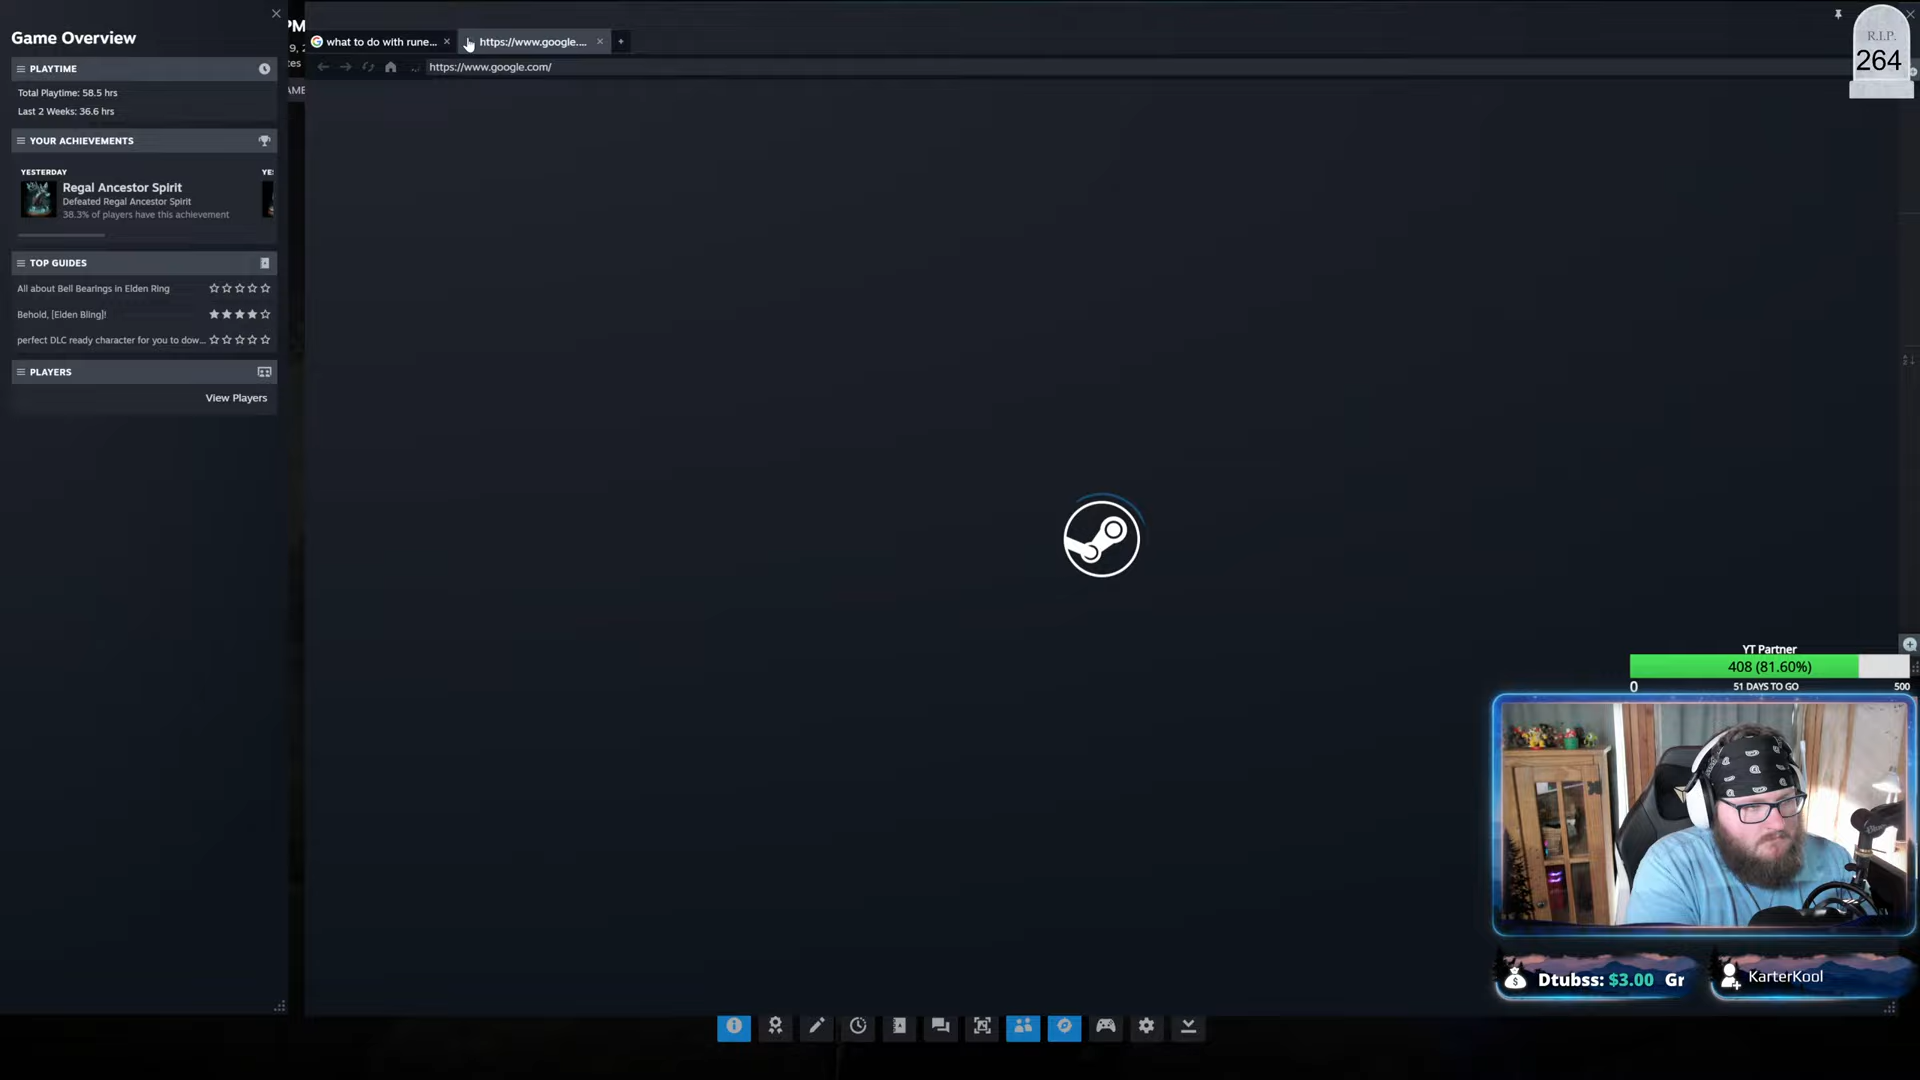 Game Overview
PLAYTIME
Total Playtime: 58.5 hrs
Last 2 Weeks: 36.6 hrs
YOUR ACHIEVEMENTS
YESTERDAY
Regal Ancestor Spirit
Defeated Regal Ancestor Spirit
38.3% of players have this achievement
TOP GUIDES
All about Bell Bearings in Elden Ring
Behold, [Elden Bling]!
perfect DLC ready character for you to dow...
PLAYERS
View Players
PM
what to do with rune...
https://www.google....
https://www.google.com/
R.I.P.
264
YT Partner
408 (81.60%)
0
51 DAYS TO GO
500
Dtubss: $3.00 Gr
KarterKool